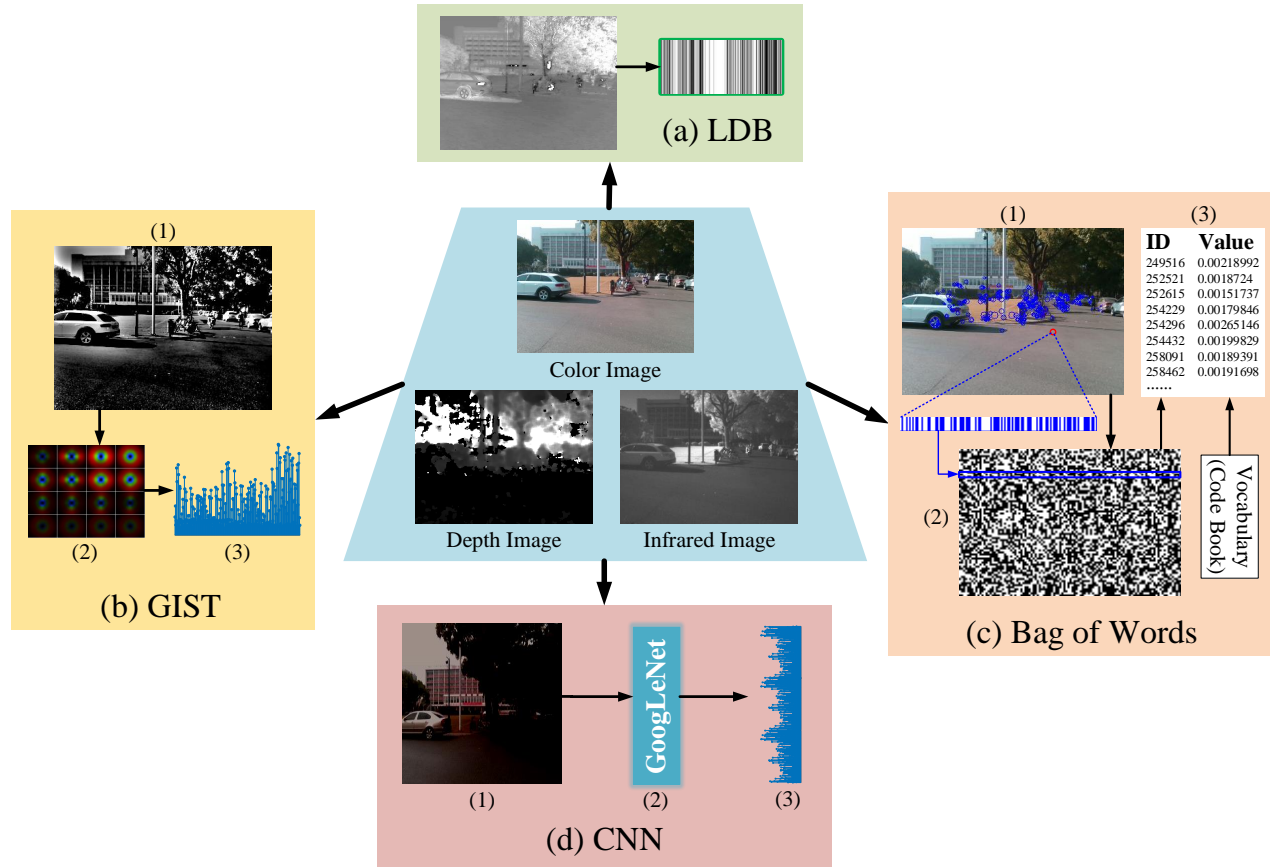 (a) LDB
(1)
(2)
(3)
(b) GIST
Color Image
Depth Image
Infrared Image
(1)
(3)
ID Value
249516 0.00218992
252521 0.0018724
252615 0.00151737
254229 0.00179846
254296 0.00265146
254432 0.00199829
258091 0.00189391
258462 0.00191698
......
(2)
Vocabulary
(Code Book)
(c) Bag of Words
GoogLeNet
(1)
(2)
(3)
(d) CNN